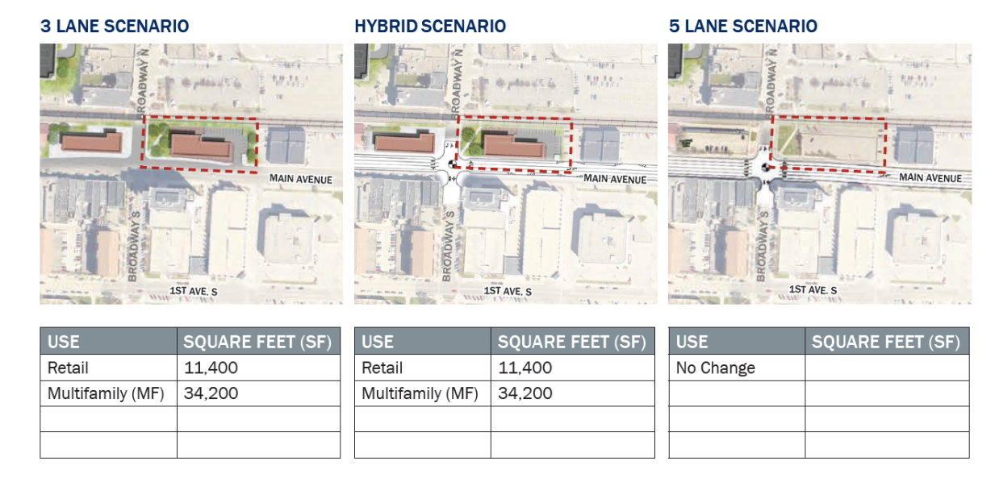 3 LANE SCENARIO
HYBRID SCENARIO
5 LANE SCENARIO
BROADWAY N
MAIN AVENUE
BROADWAY S
1ST AVE. S
BROADWAY N
MAIN AVENUE
BROADWAY S
1ST AVE. S
BROADWAY N
MAIN AVENUE
BROADWAY S
1ST AVE. S
USE SQUARE FEET (SF)
Retail 11,400
Multifamily (MF) 34,200
USE SQUARE FEET (SF)
Retail 11,400
Multifamily (MF) 34,200
USE SQUARE FEET (SF)
No Change